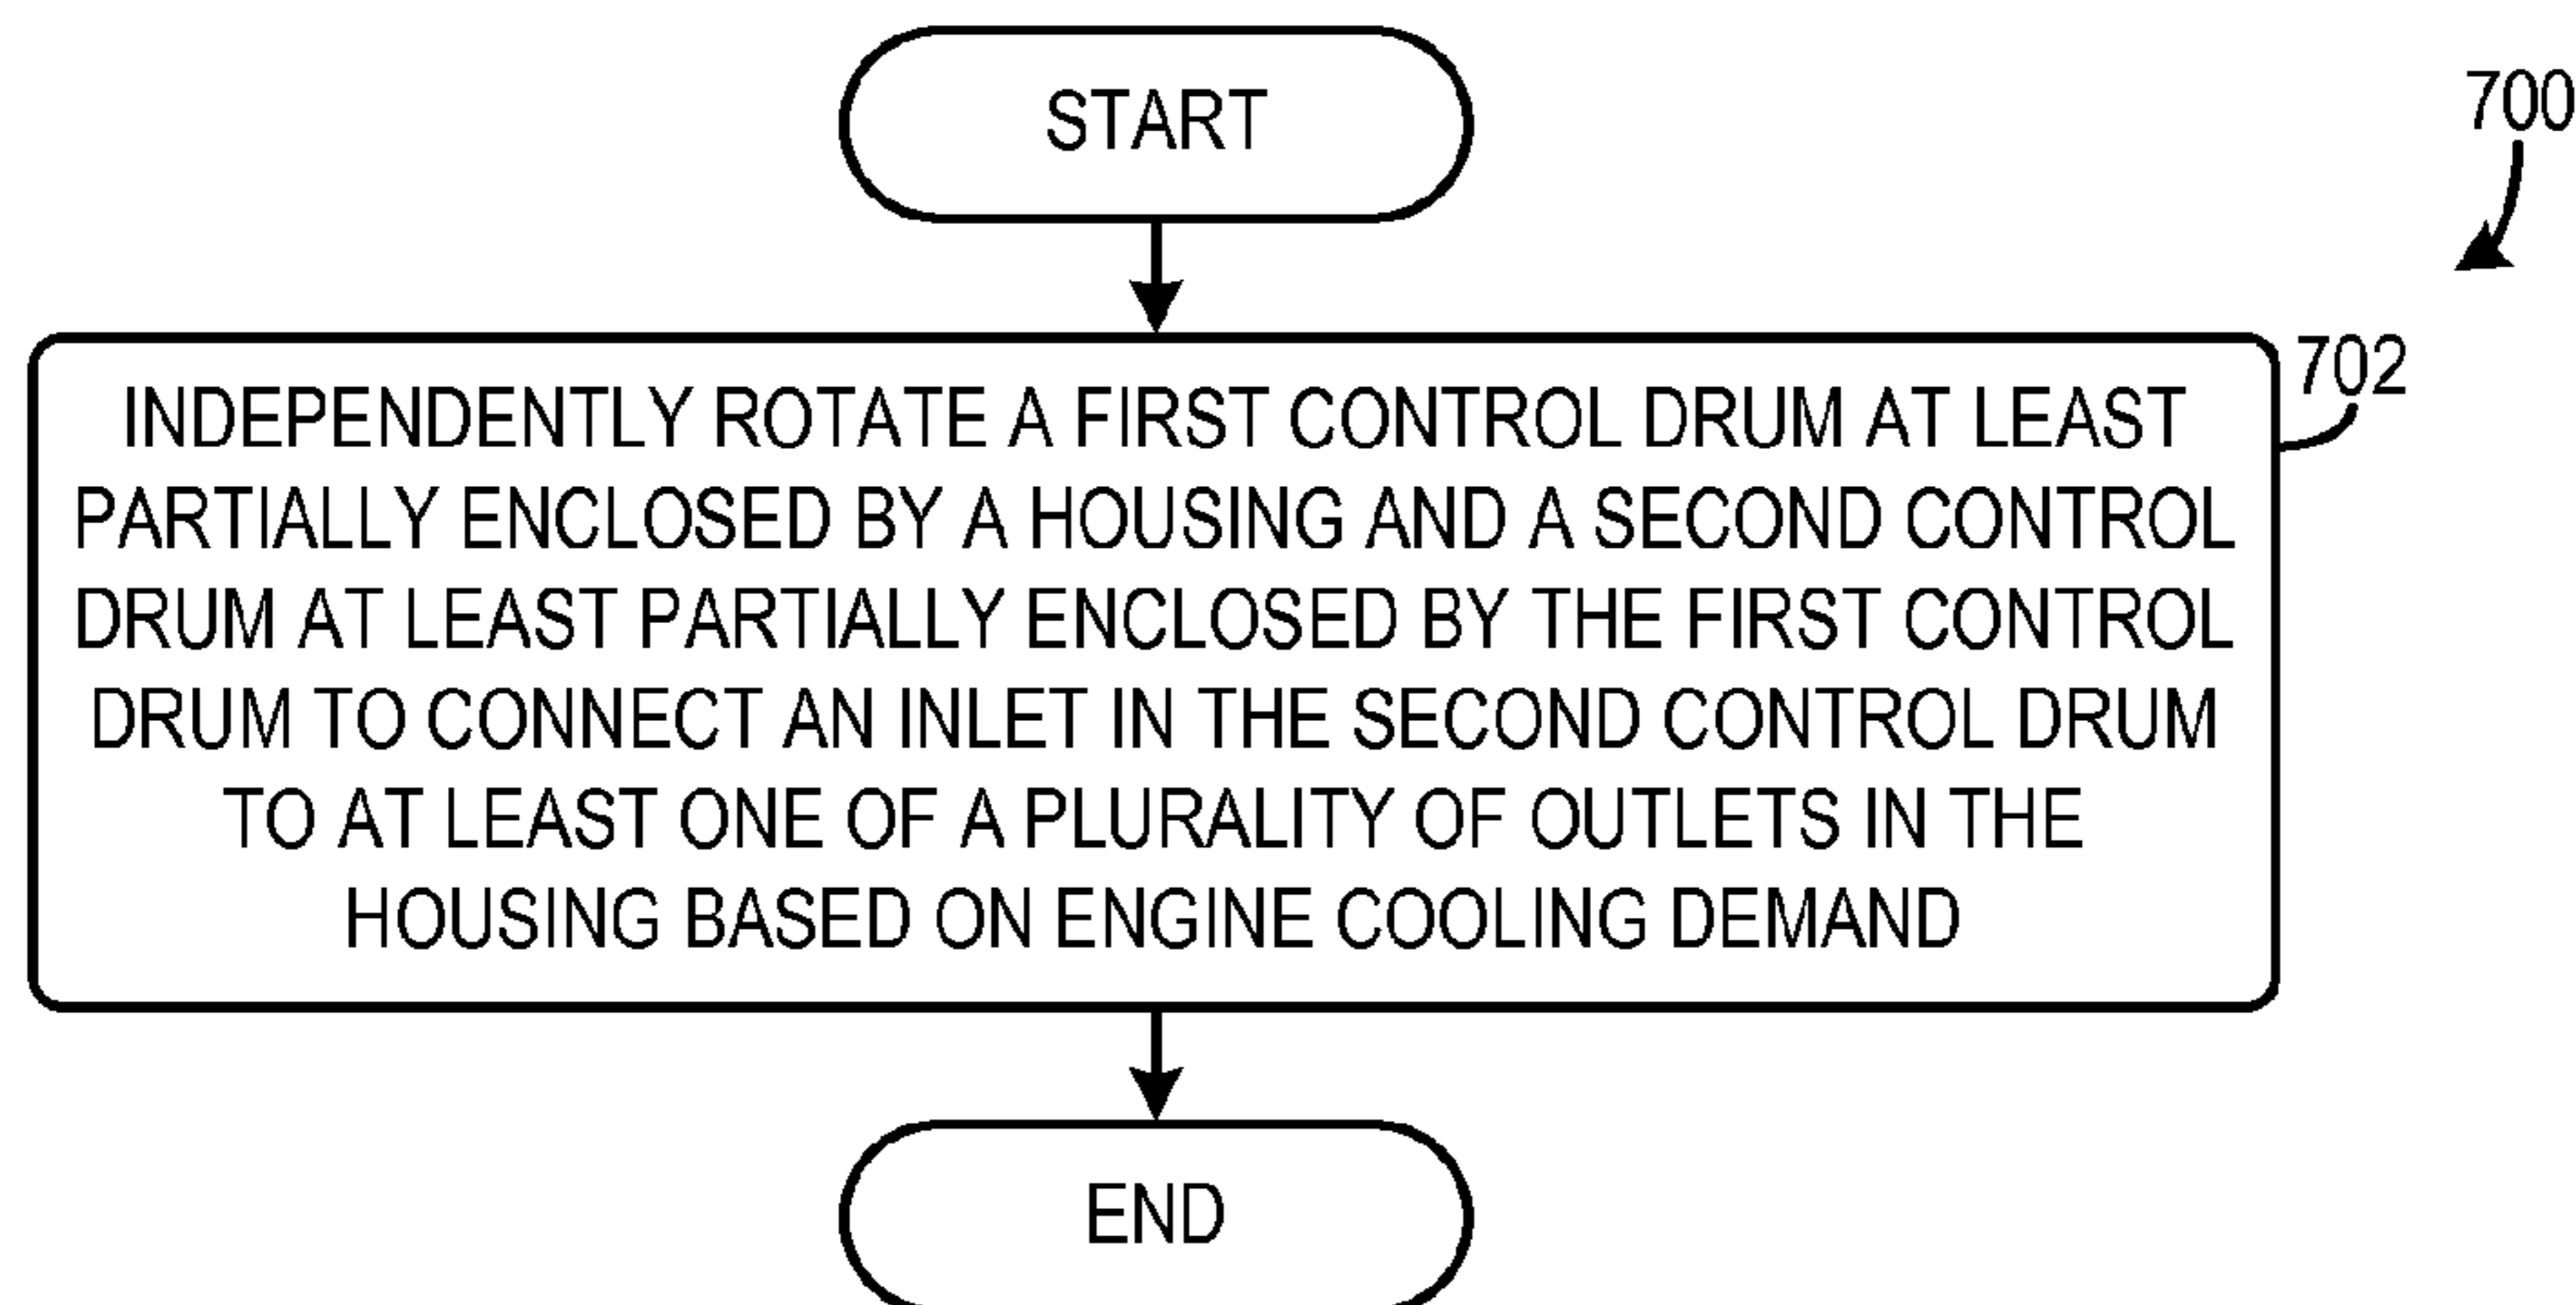 START
700
702
INDEPENDENTLY ROTATE A FIRST CONTROL DRUM AT LEAST
PARTIALLY ENCLOSED BY A HOUSING AND A SECOND CONTROL
DRUM AT LEAST PARTIALLY ENCLOSED BY THE FIRST CONTROL
DRUM TO CONNECT AN INLET IN THE SECOND CONTROL DRUM
TO AT LEAST ONE OF A PLURALITY OF OUTLETS IN THE
HOUSING BASED ON ENGINE COOLING DEMAND
END